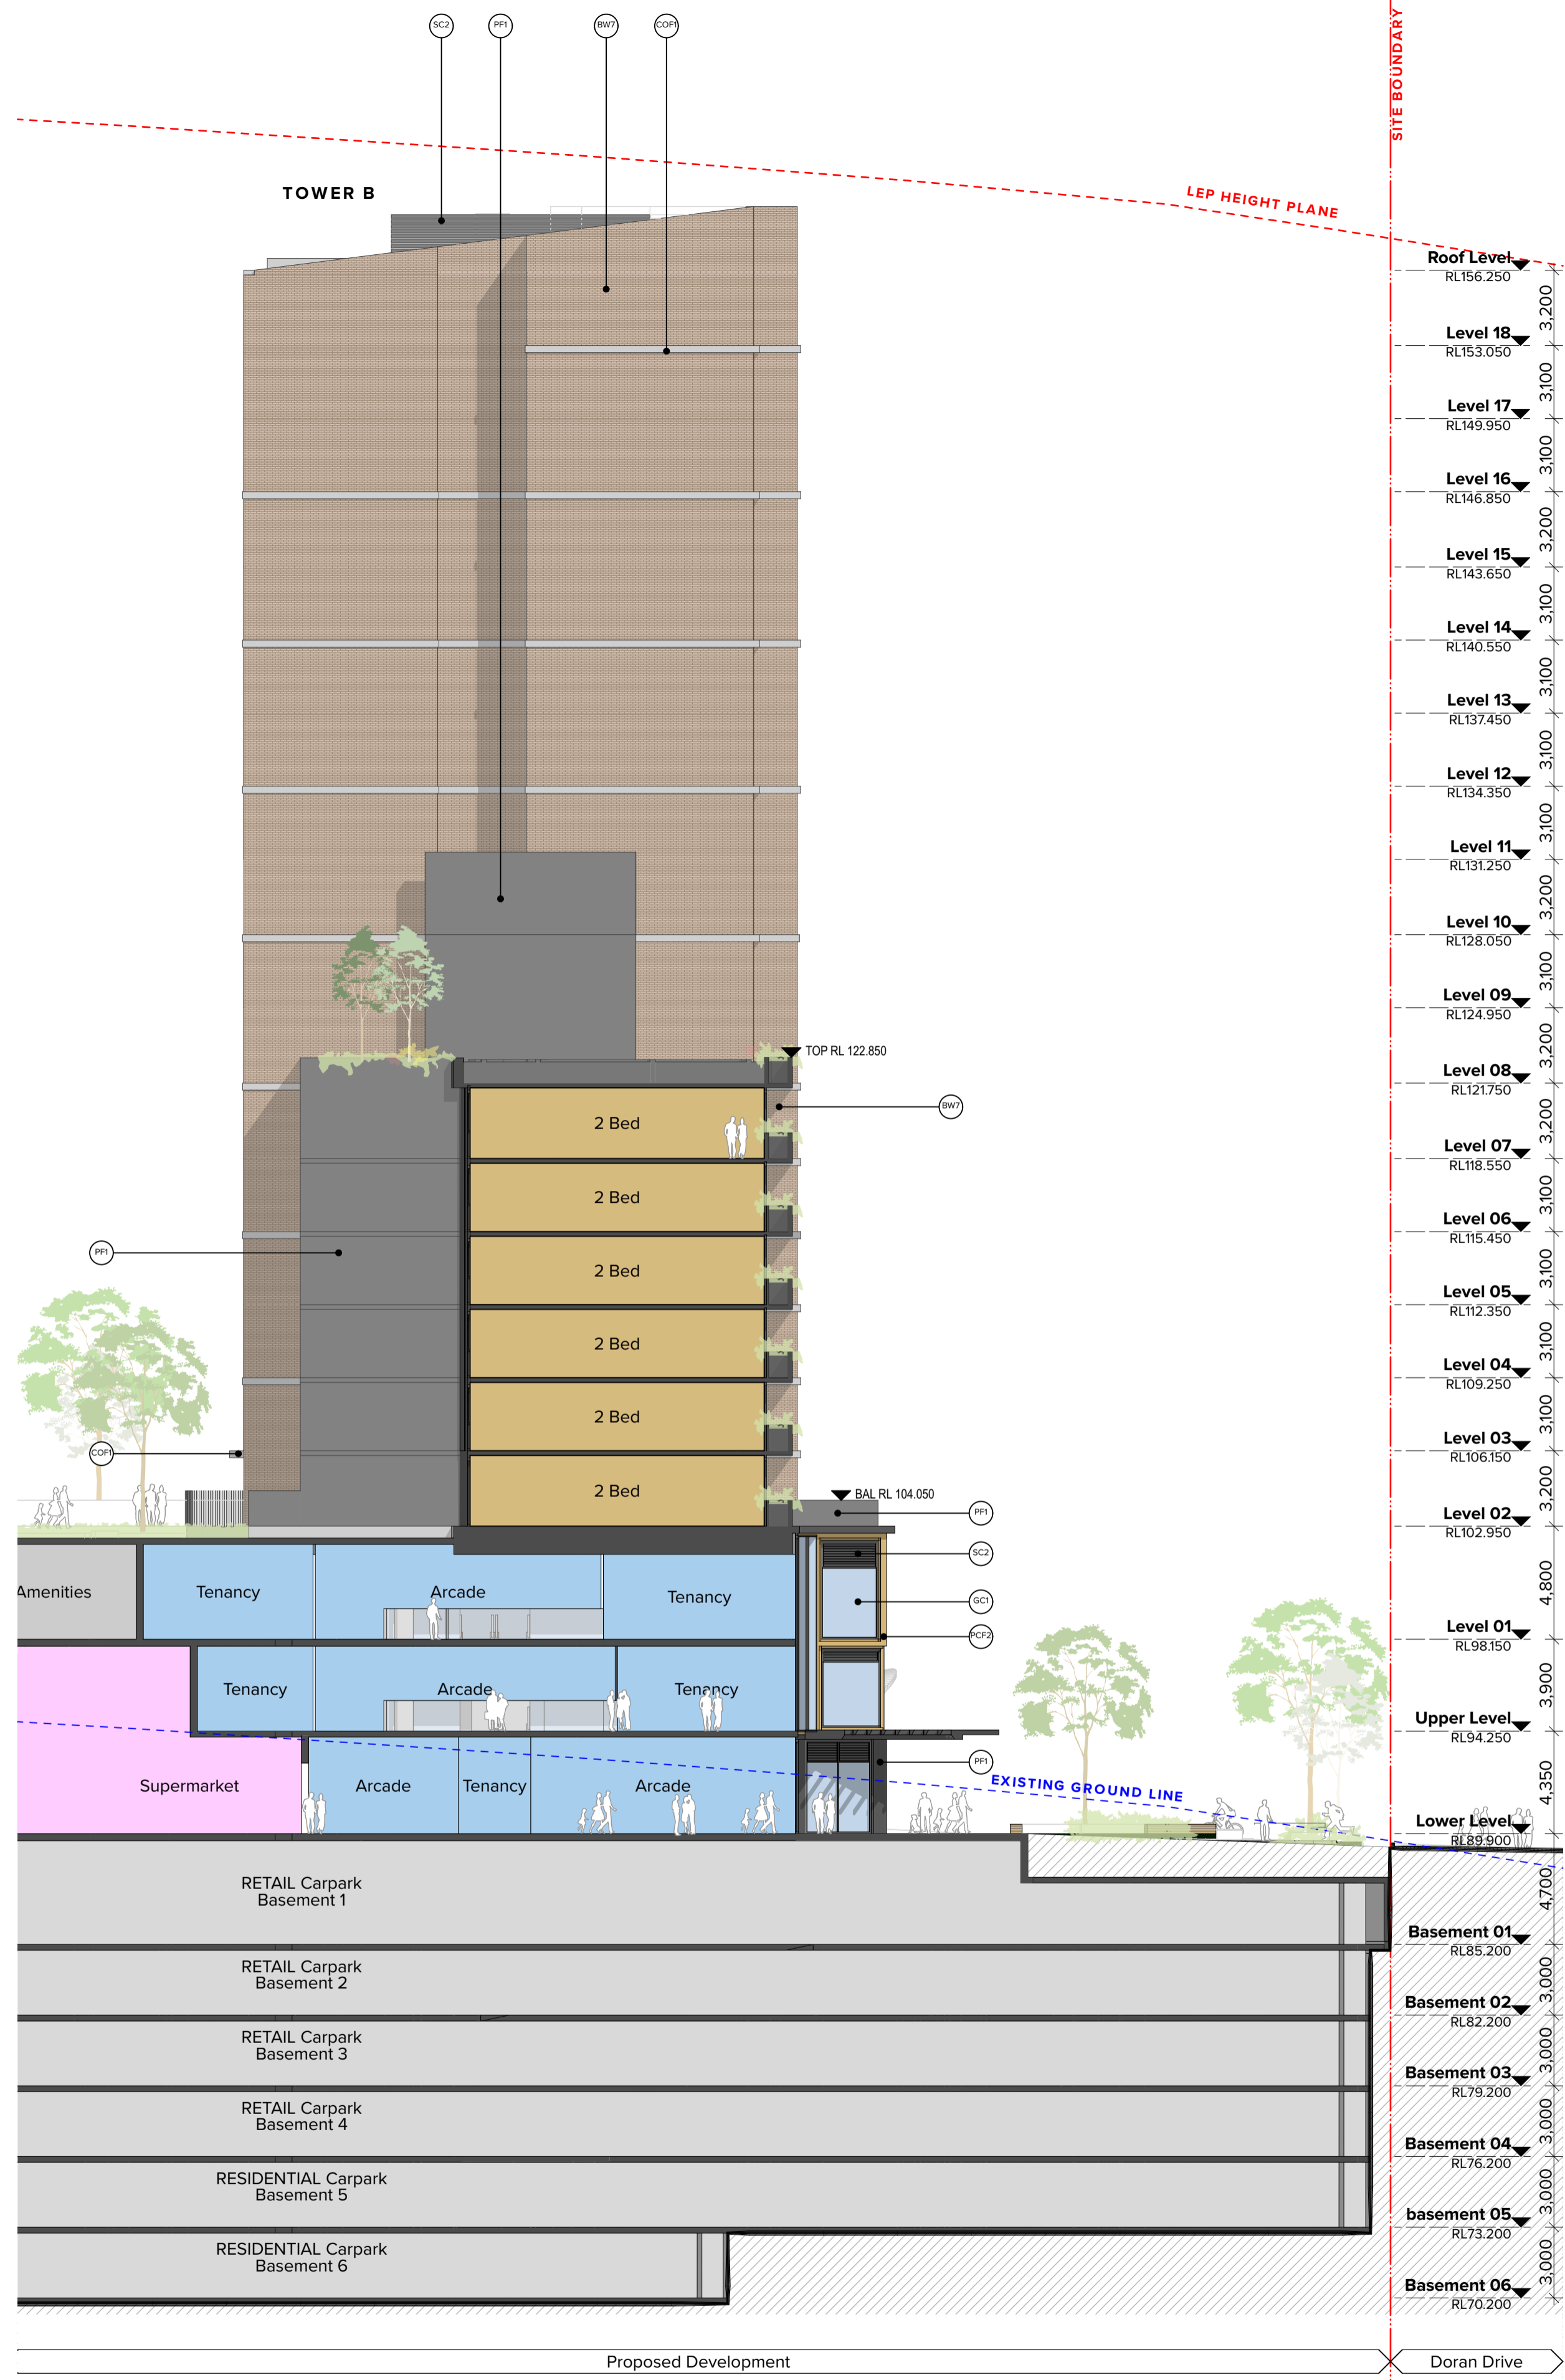 SC2
PF1
BW7
COF1
SITE BOUNDARY
LEP HEIGHT PLANE
TOWER B
Roof Level
RL156.250
3,200
Level 18
RL153.050
3,100
Level 17
RL149.950
3,100
Level 16
RL146.850
3,200
Level 15
RL143.650
3,100
Level 14
RL140.550
3,100
Level 13
RL137.450
3,100
Level 12
RL134.350
3,100
Level 11
RL131.250
3,200
Level 10
RL128.050
3,100
Level 09
RL124.950
3,200
TOP RL 122.850
Level 08
RL121.750
BW7
2 Bed
3,200
Level 07
RL118.550
2 Bed
3,100
Level 06
RL115.450
PF1
2 Bed
3,100
Level 05
RL112.350
2 Bed
3,100
Level 04
RL109.250
2 Bed
3,100
Level 03
RL106.150
COF1
2 Bed
BAL RL 104.050
3,200
PF1
Level 02
RL102.950
SC2
Amenities
Tenancy
Arcade
Tenancy
GC1
4,800
PCF2
Level 01
RL98.150
Tenancy
Arcade
Tenancy
3,900
Upper Level
RL94.250
PF1
Supermarket
Arcade
Tenancy
Arcade
EXISTING GROUND LINE
4,350
Lower Level
RL89.900
RETAIL Carpark
Basement 1
4,700
Basement 01
RL85.200
RETAIL Carpark
Basement 2
3,000
Basement 02
RL82.200
RETAIL Carpark
Basement 3
3,000
Basement 03
RL79.200
RETAIL Carpark
Basement 4
3,000
Basement 04
RL76.200
RESIDENTIAL Carpark
Basement 5
3,000
basement 05
RL73.200
RESIDENTIAL Carpark
Basement 6
3,000
Basement 06
RL70.200
Proposed Development
Doran Drive